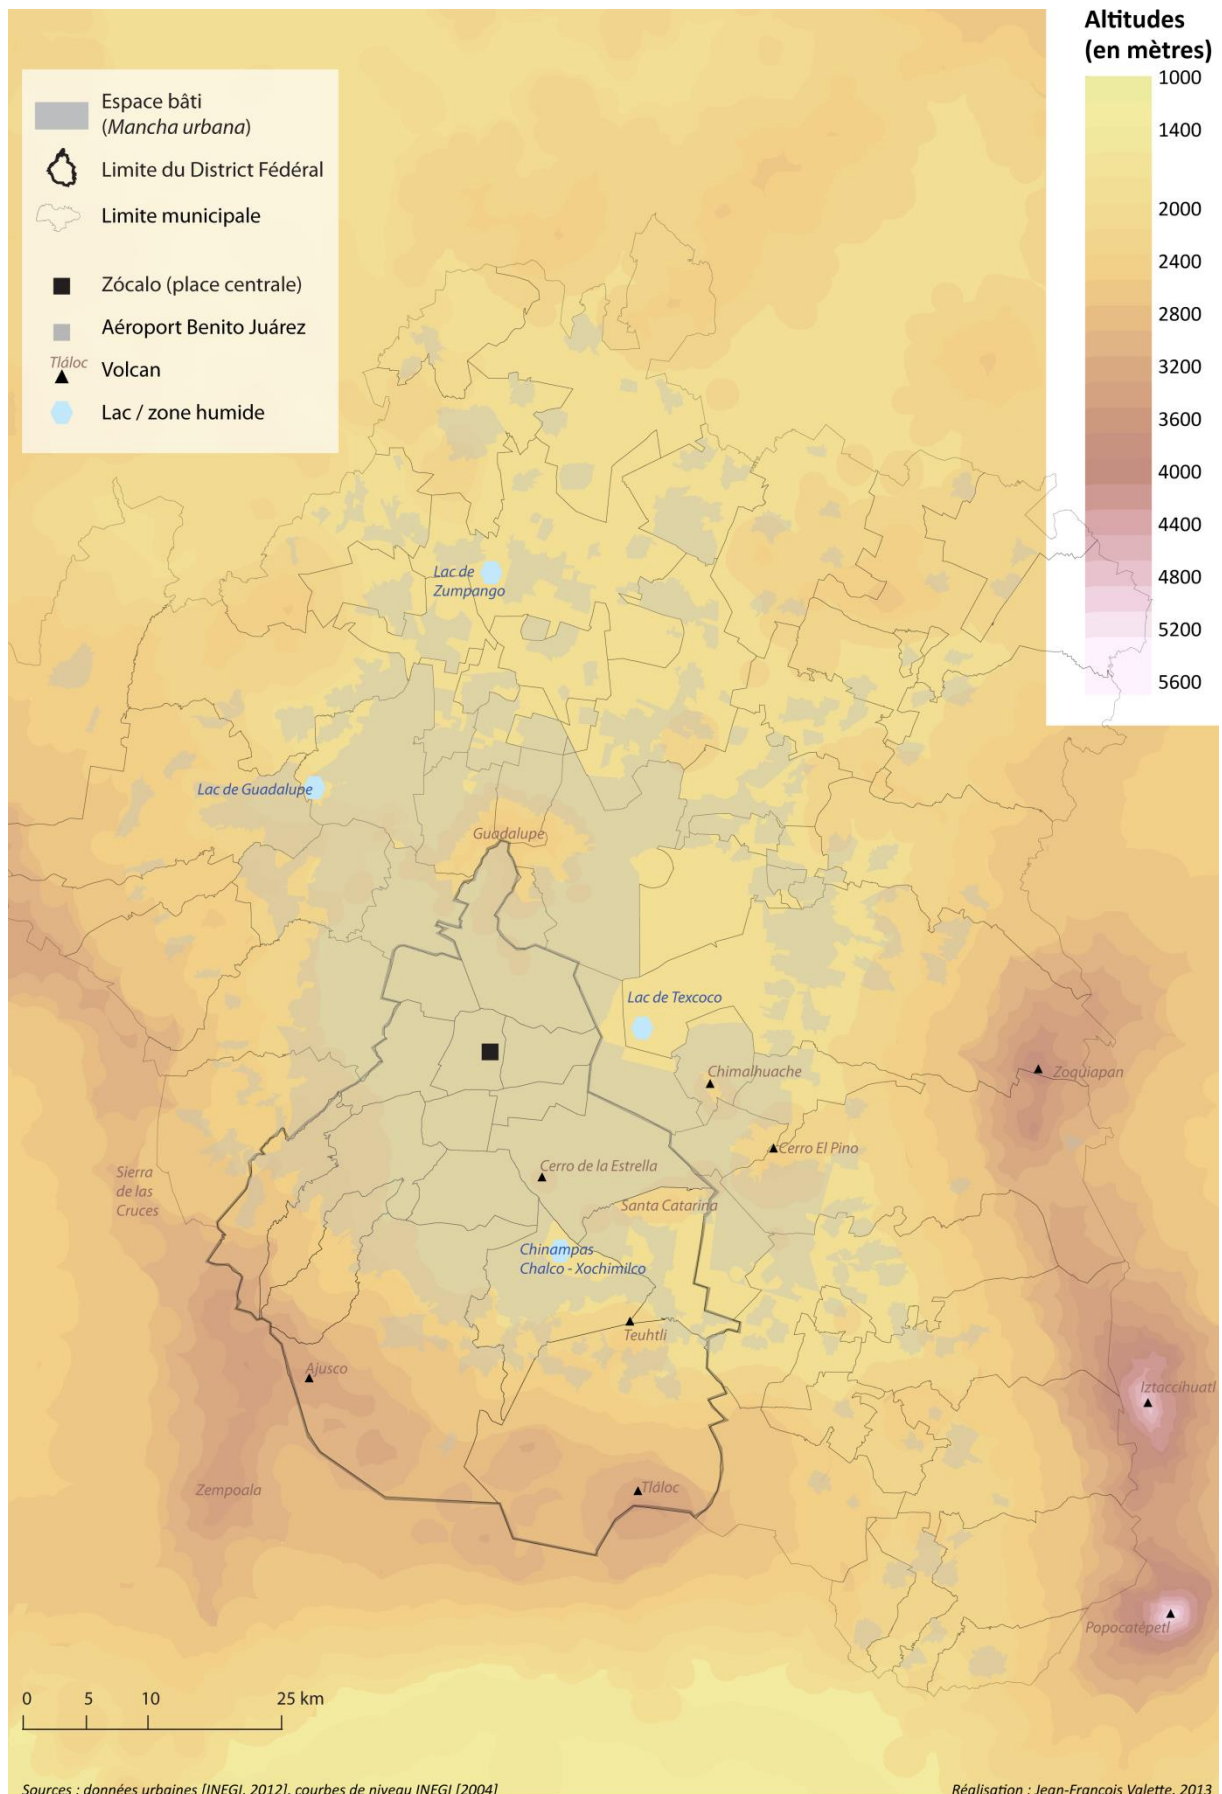 Altitudes
(en mètres)
1000
1400
2000
2400
2800
3200
3600
4000
4400
4800
5200
5600
Espace bâti
(Mancha urbana)
Limite du District Fédéral
Limite municipale
Zócalo (place centrale)
Aéroport Benito Juárez
Tláloc
Volcan
Lac / zone humide
Lac de
Zumpango
Lac de Guadalupe
Guadalupe
Lac de Texcoco
Chimalhuache
Zoquiapan
Cerro El Pino
Cerro de la Estrella
Sierra
de las
Cruces
Santa Catarina
Chinampas
Chalco - Xochimilco
Teuhtli
Ajusco
Iztaccíhuatl
Zempoala
Tláloc
Popocatépetl
0 5 10 25 km
Sources : données urbaines [INEGI, 2012], courbes de niveau INEGI [2004]
Réalisation : Jean-François Valette, 2013